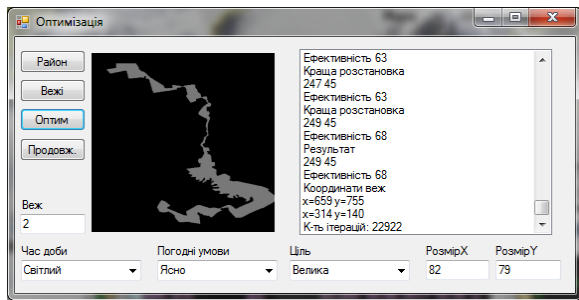 Оптимізація
Район
Вежі
Оптим
Продовж.
Веж
2
Ефективність 63
Краща розстановка
247 45
Ефективність 63
Краща розстановка
249 45
Ефективність 68
Результат
249 45
Ефективність 68
Координати веж
x=659 y=755
x=314 y=140
К-ть ітерацій: 22922
Час доби
Погодні умови
Ціль
РозмірX
РозмірY
Світлий
Ясно
Велика
82
79